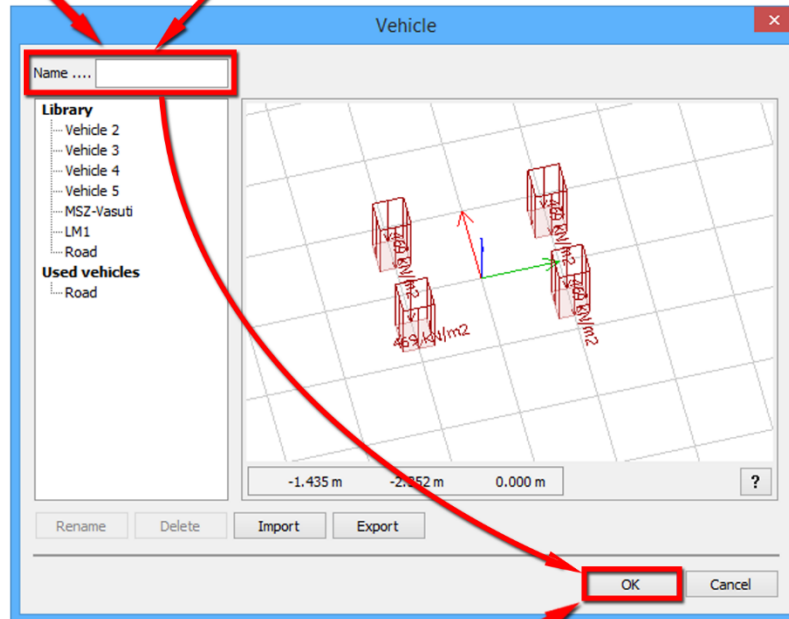 Vehicle
Name ....
Library
Vehicle 2
Vehicle 3
Vehicle 4
Vehicle 5
MSZ-Vasuti
LM1
Road
Used vehicles
Road
469 kN/m2
469 kN/m2
469 kN/m2
469 kN/m2
-1.435 m
0.000 m
?
Rename
Delete
Import
Export
OK
Cancel